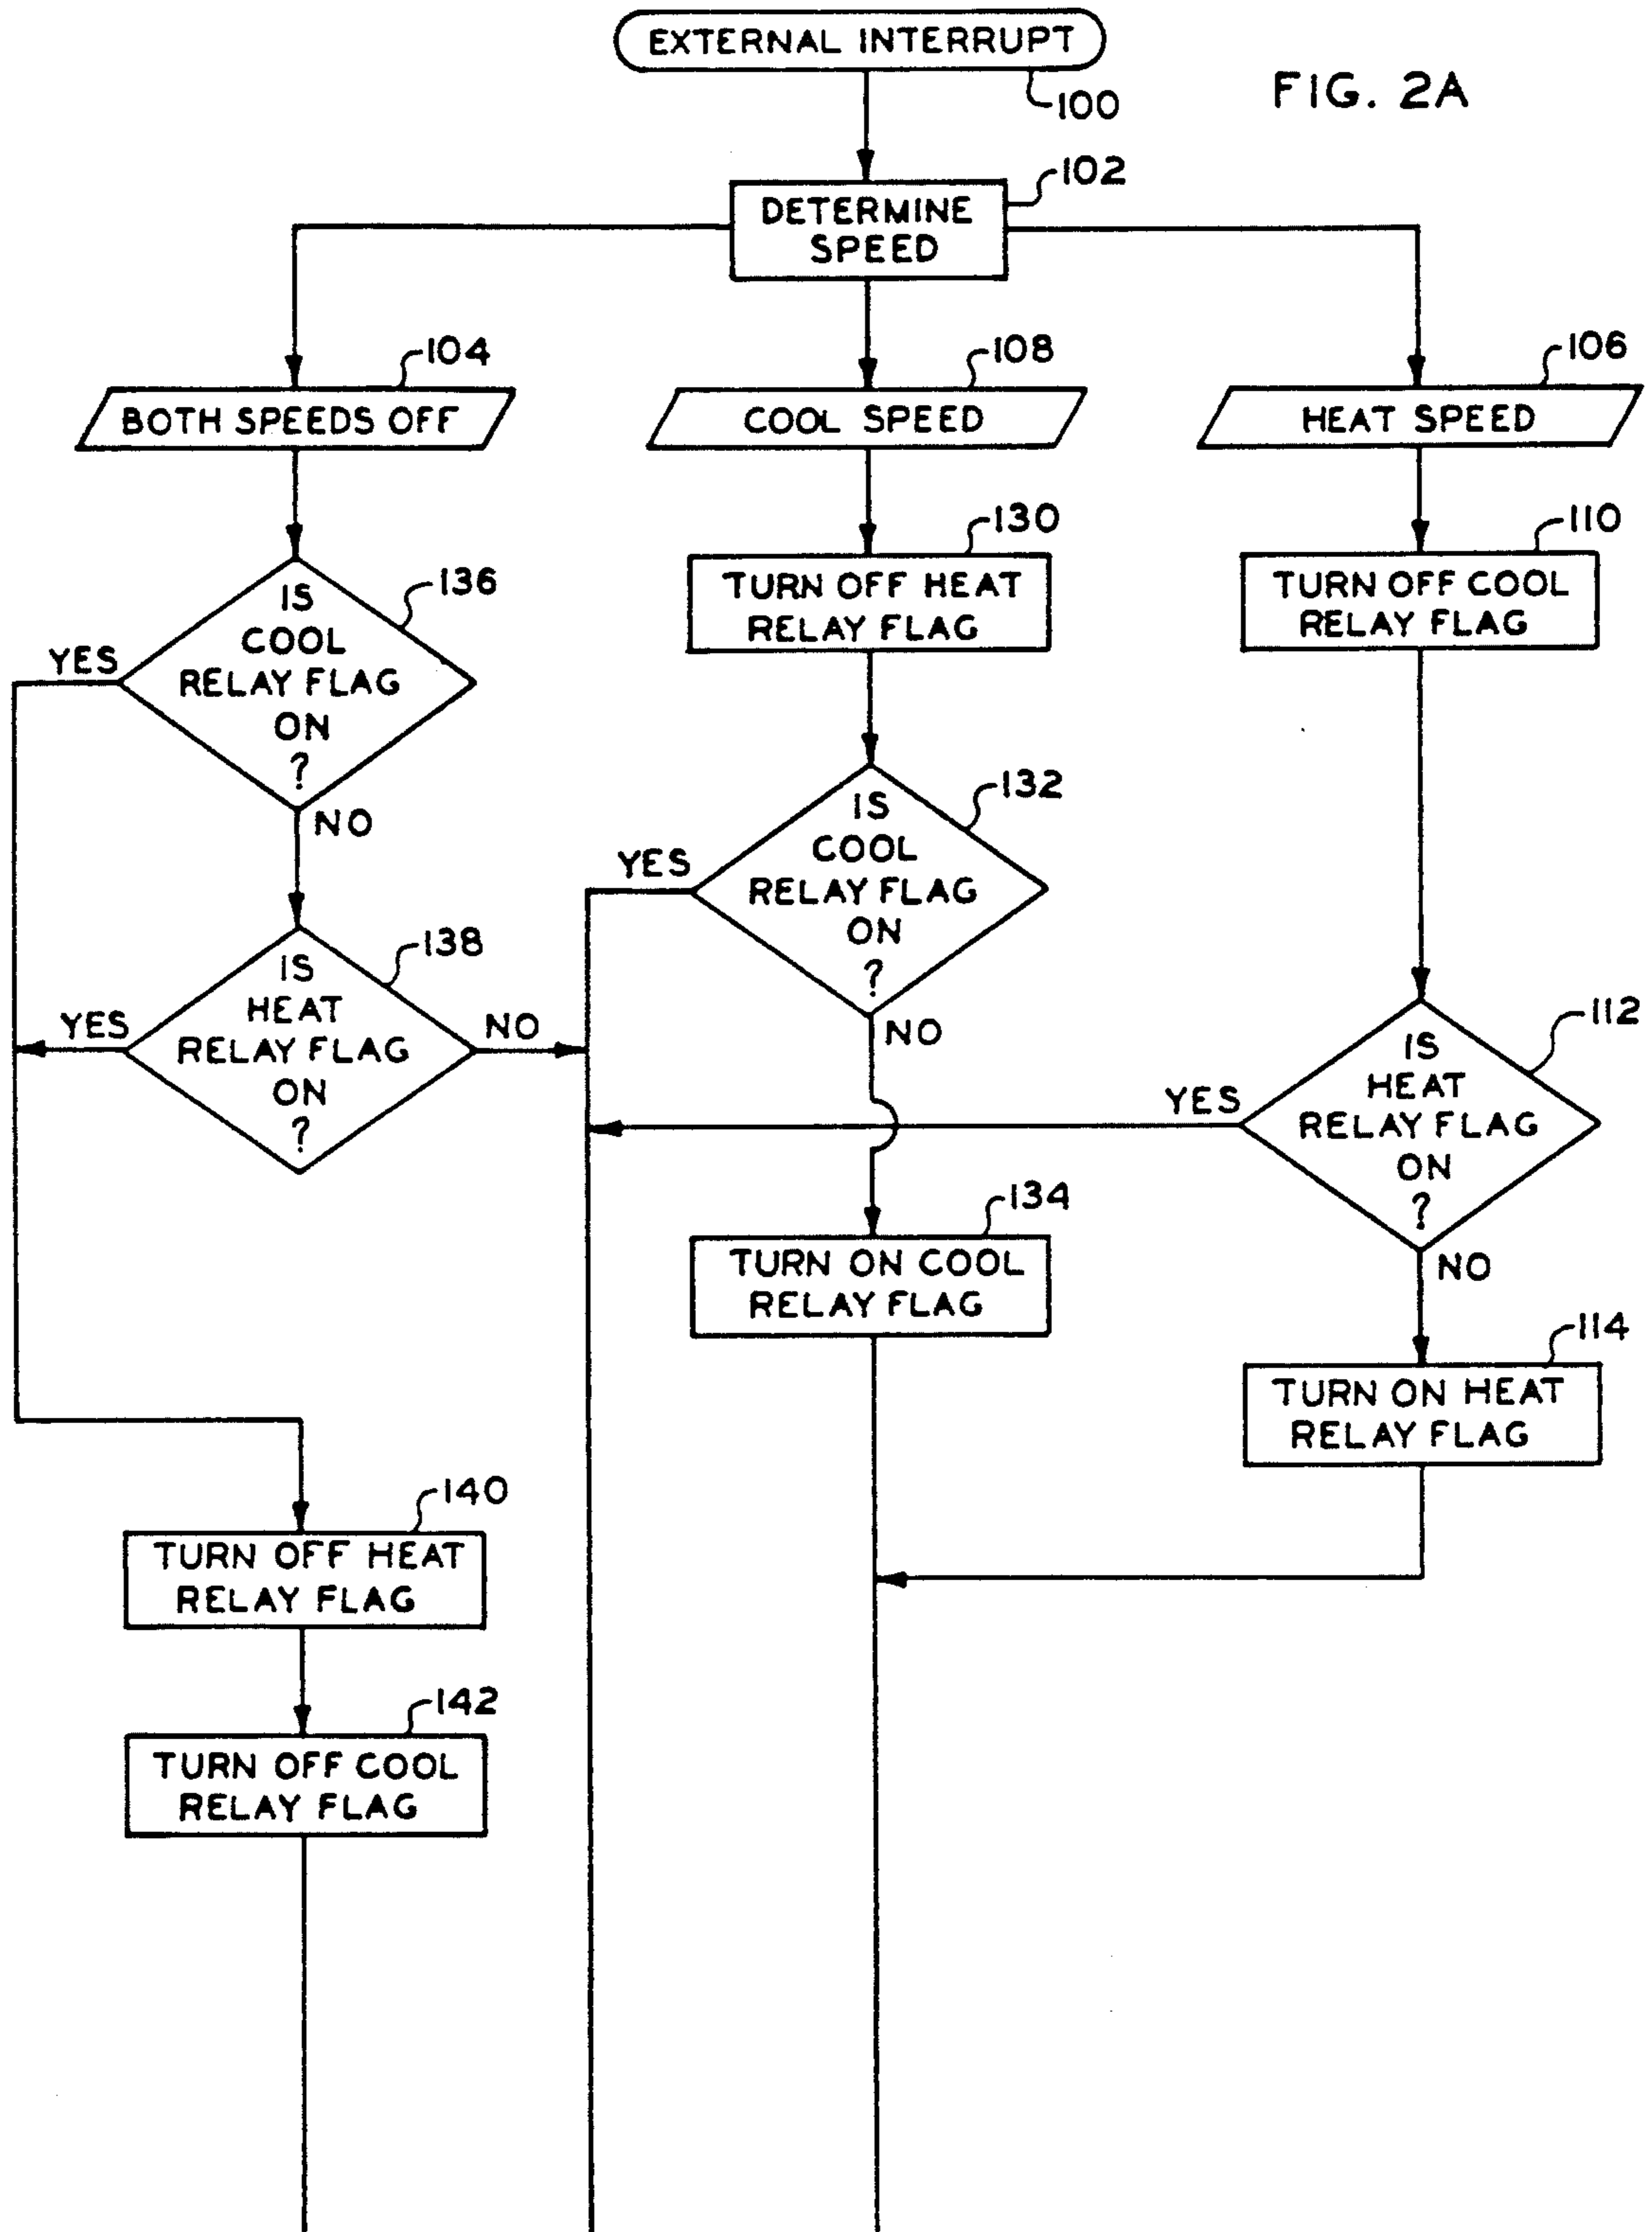 EXTERNAL INTERRUPT
100
FIG. 2A
102
DETERMINE
SPEED
104
BOTH SPEEDS OFF
108
COOL SPEED
106
HEAT SPEED
136
IS
COOL
RELAY FLAG
ON
?
YES
NO
130
TURN OFF HEAT
RELAY FLAG
110
TURN OFF COOL
RELAY FLAG
132
IS
COOL
RELAY FLAG
ON
?
YES
NO
138
IS
HEAT
RELAY FLAG
ON
?
YES
NO
112
IS
HEAT
RELAY FLAG
ON
?
YES
NO
134
TURN ON COOL
RELAY FLAG
114
TURN ON HEAT
RELAY FLAG
140
TURN OFF HEAT
RELAY FLAG
142
TURN OFF COOL
RELAY FLAG